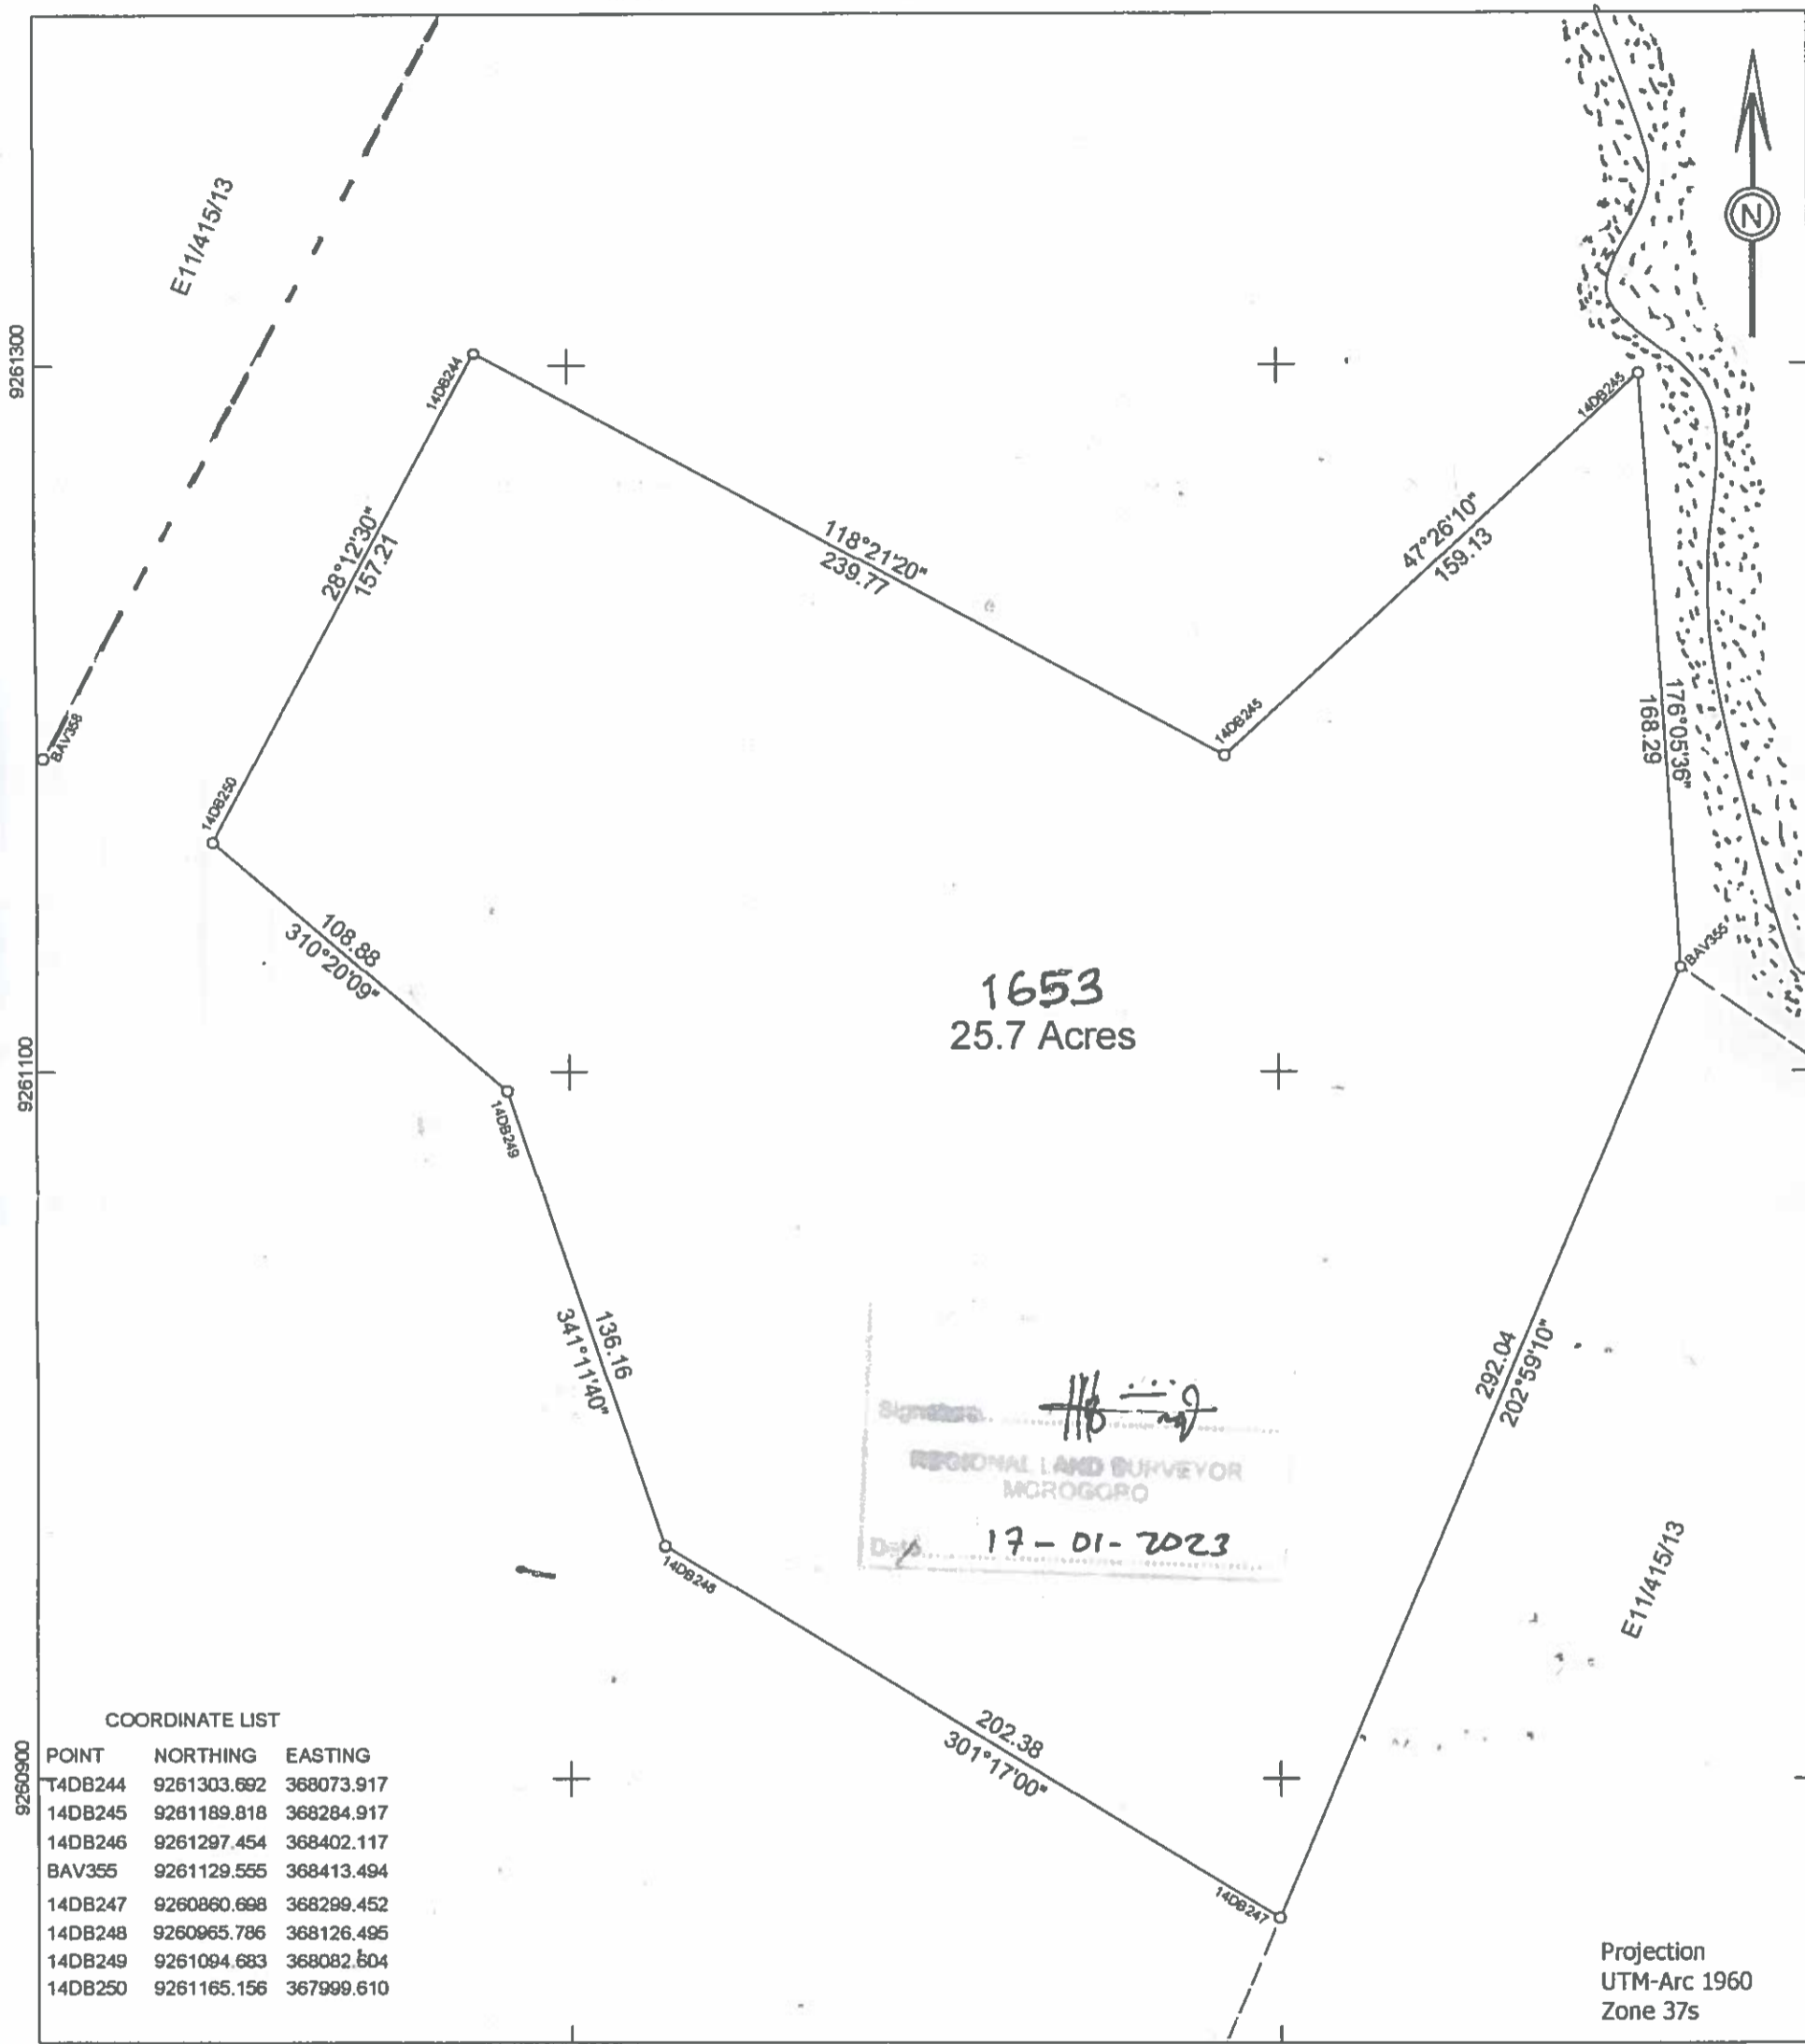 E11/415/13
N
9261300
14DB244
14DB245
28°12'30"
157.21
118°21'20"
239.77
47°26'10"
159.13
176°05'36"
168.29
BAV358
14DB245
14DB250
BAV355
108.88
310°20'09"
1653
25.7 Acres
9261100
14DB249
136.16
341°11'40"
292.04
202°59'10"
Signature
REGIONAL LAND SURVEYOR
MOROGORO
Date 17-01-2023
E11/415/13
14DB248
202.38
301°17'00"
14DB247
9260900
COORDINATE LIST
POINT NORTHING EASTING
14DB244 9261303.692 368073.917
14DB245 9261189.818 368284.917
14DB246 9261297.454 368402.117
BAV355 9261129.555 368413.494
14DB247 9260860.698 368299.452
14DB248 9260965.786 368126.495
14DB249 9261094.683 368082.604
14DB250 9261165.156 367999.610
Projection
UTM-Arc 1960
Zone 37s